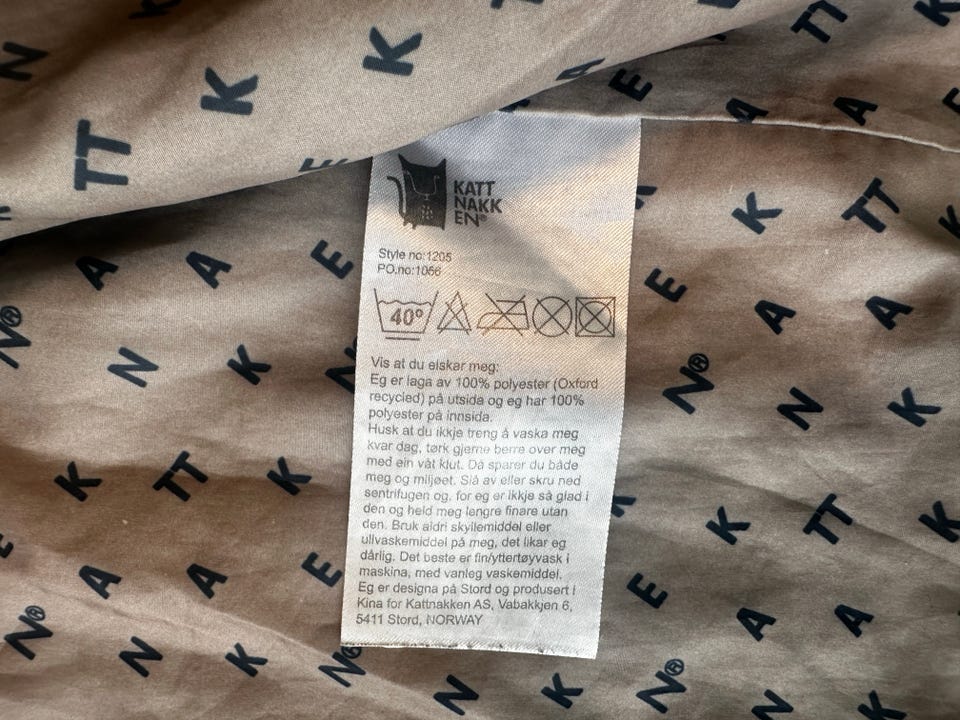 KATT
NAKK
EN®
Style no:1205
PO.no:1066
40°
Vis at du elskar meg:
Eg er laga av 100% polyester (Oxford
recycled) på utsida og eg har 100%
polyester på innsida.
Husk at du ikkje treng å vaska meg
kvar dag, tørk gjerne berre over meg
med ein våt klut. Då sparer du både
meg og miljøet. Slå av eller skru ned
sentrifugen og, for eg er ikkje så glad i
den og held meg lengre finare utan
den. Bruk aldri skyllemiddel eller
ullvaskemiddel på meg, det likar eg
dårlig. Det beste er fin/yttertøyvask i
maskina, med vanleg vaskemiddel.
Eg er designa på Stord og produsert i
Kina for Kattnakken AS, Vabakkjen 6,
5411 Stord, NORWAY